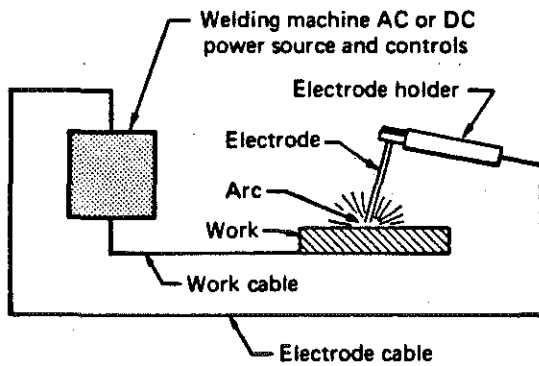 Welding machine AC or DC
power source and controls
Electrode holder
Electrode
Arc
Work
Work cable
Electrode cable